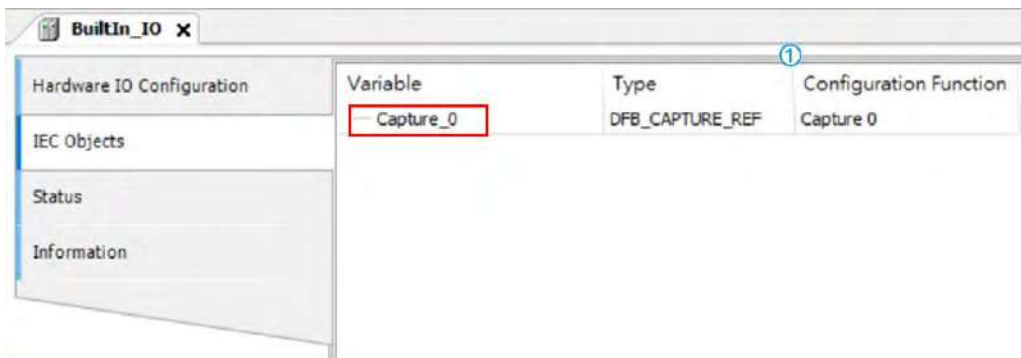 BuiltIn_IO X
①
Hardware IO Configuration
Variable Type Configuration Function
Capture_0 DFB_CAPTURE_REF Capture 0
IEC Objects
Status
Information